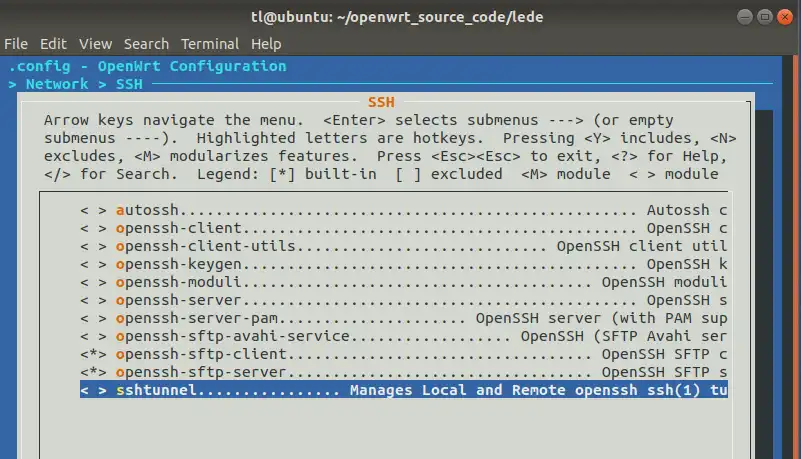 tl@ubuntu: ~/openwrt_source_code/lede
File Edit View Search Terminal Help
.config - OpenWrt Configuration
> Network > SSH
SSH
Arrow keys navigate the menu.  <Enter> selects submenus ---> (or empty
submenus ----).  Highlighted letters are hotkeys.  Pressing <Y> includes, <N>
excludes, <M> modularizes features.  Press <Esc><Esc> to exit, <?> for Help,
</> for Search.  Legend: [*] built-in  [ ] excluded  <M> module  < > module
< > autossh................................................... Autossh c
< > openssh-client............................................ OpenSSH c
< > openssh-client-utils............................ OpenSSH client util
< > openssh-keygen............................................ OpenSSH k
< > openssh-moduli....................................... OpenSSH moduli
< > openssh-server............................................ OpenSSH s
< > openssh-server-pam....................... OpenSSH server (with PAM sup
< > openssh-sftp-avahi-service.................. OpenSSH (SFTP Avahi ser
<*> openssh-sftp-client.................................. OpenSSH SFTP c
<*> openssh-sftp-server.................................. OpenSSH SFTP s
< > sshtunnel................ Manages Local and Remote openssh ssh(1) tu